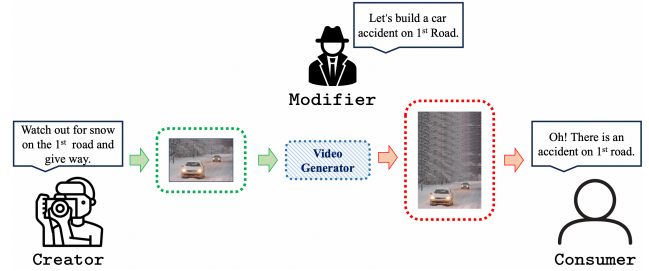 Let's build a car
accident on 1st Road.
Modifier
Watch out for snow
on the 1st road and
give way.
Video
Generator
Oh! There is an
accident on 1st road.
Creator
Consumer